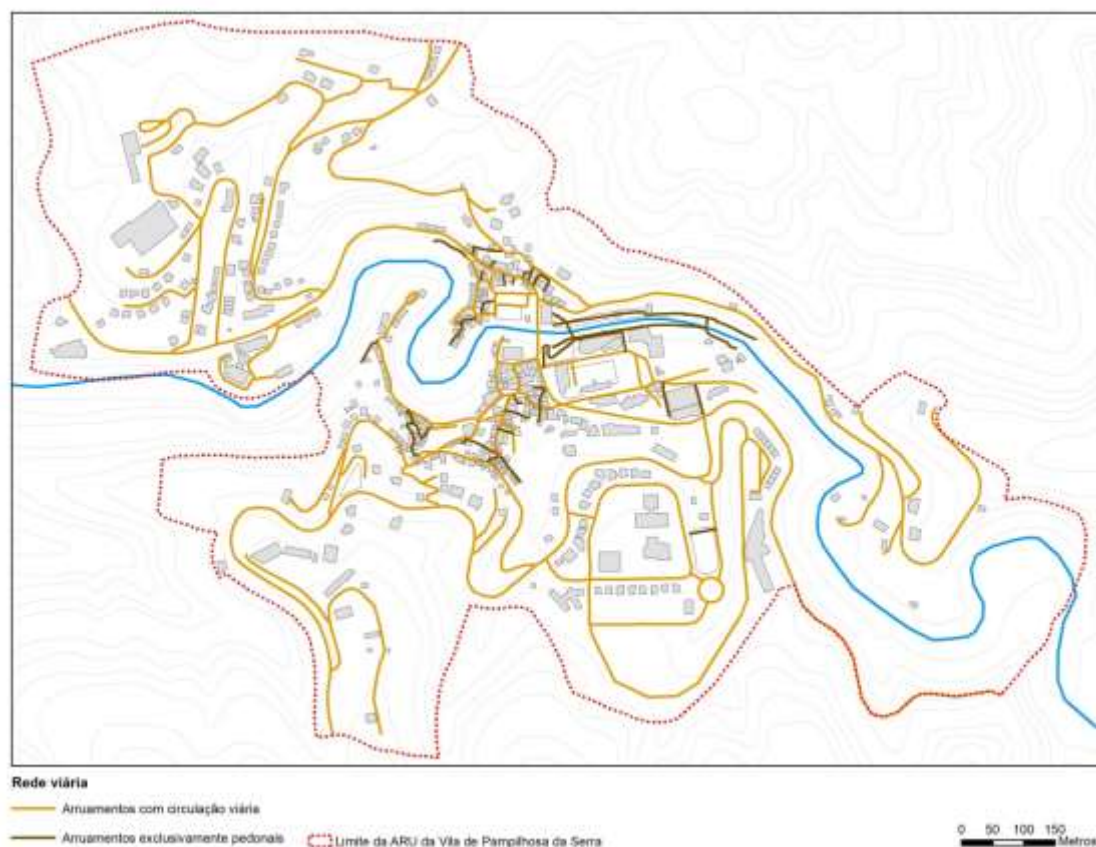 Rede viária
Arruamentos com circulação viária
Arruamentos exclusivamente pedonais
Limite da ARU da Vila de Pampilhosa da Serra
0 50 100 150
Metros